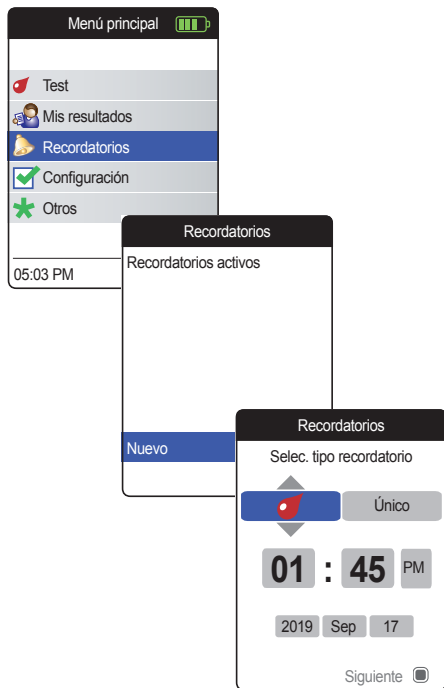 Menú principal
Test
Mis resultados
Recordatorios
Configuración
Otros
05:03 PM
Recordatorios
Recordatorios activos
Nuevo
Recordatorios
Selec. tipo recordatorio
Único
01 : 45 PM
2019 Sep 17
Siguiente